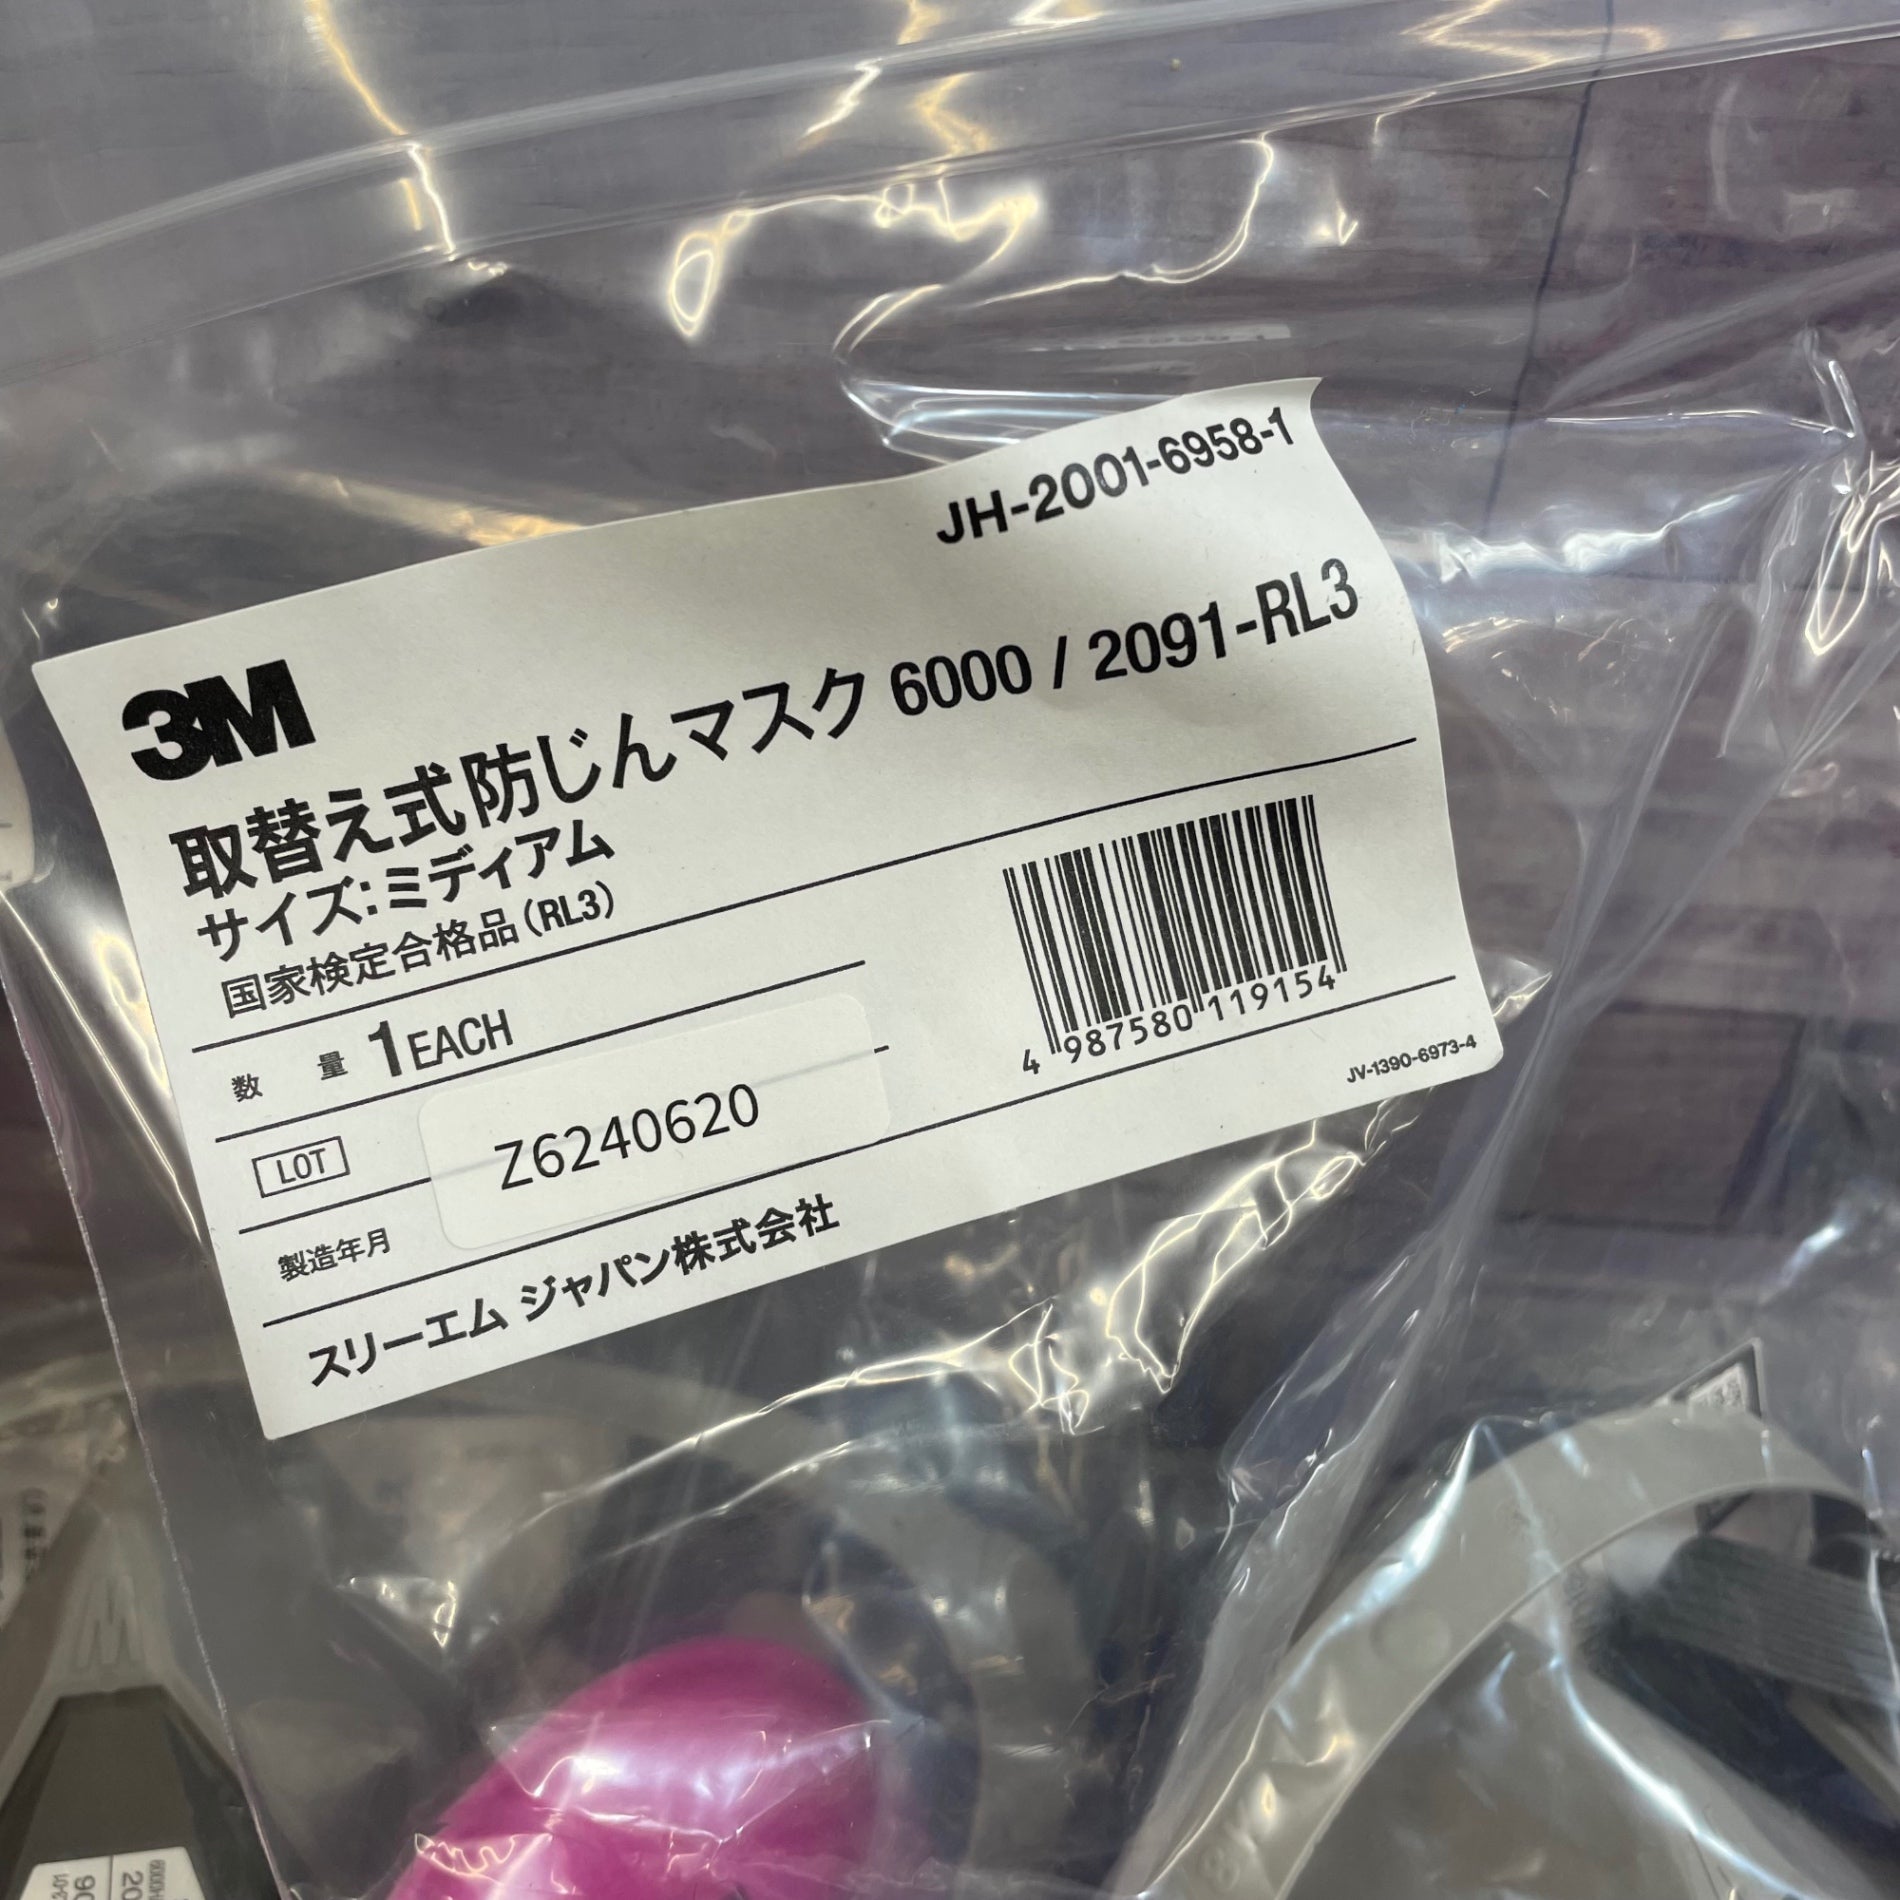 JH-2001-6958-1
3M
取替え式防じんマスク 6000 / 2091-RL3
サイズ:ミディアム
国家検定合格品(RL3)
数 量 1EACH
LOT Z6240620
製造年月
スリーエム ジャパン株式会社
4 987580 119154
JV-1390-6973-4